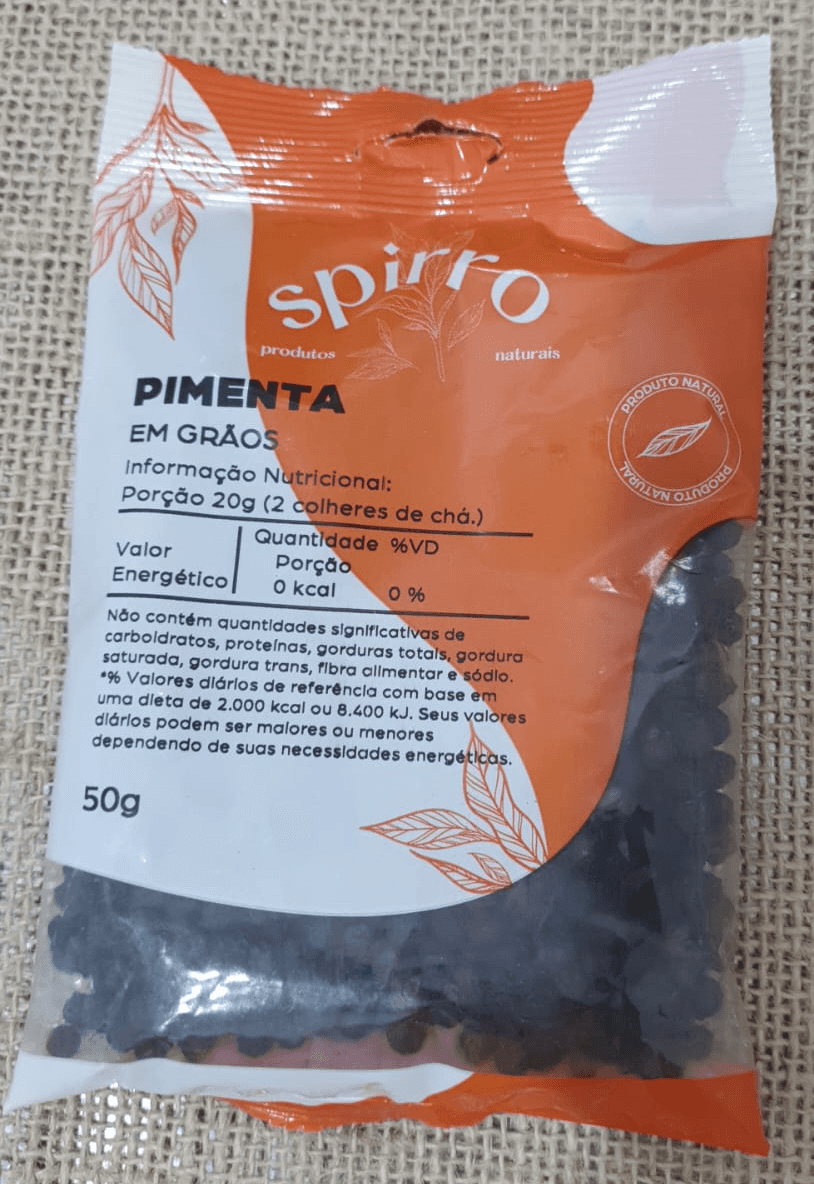 spirro
produtos naturais
PIMENTA
EM GRÃOS
PRODUTO NATURAL
PRODUTO NATURAL
Informação Nutricional:
Porção 20g (2 colheres de chá.)
Quantidade %VD
Porção
Valor
Energético
0 kcal 0 %
Não contém quantidades significativas de
carboidratos, proteínas, gorduras totais, gordura
saturada, gordura trans, fibra alimentar e sódio.
*% Valores diários de referência com base em
uma dieta de 2.000 kcal ou 8.400 kJ. Seus valores
diários podem ser maiores ou menores
dependendo de suas necessidades energéticas.
50g